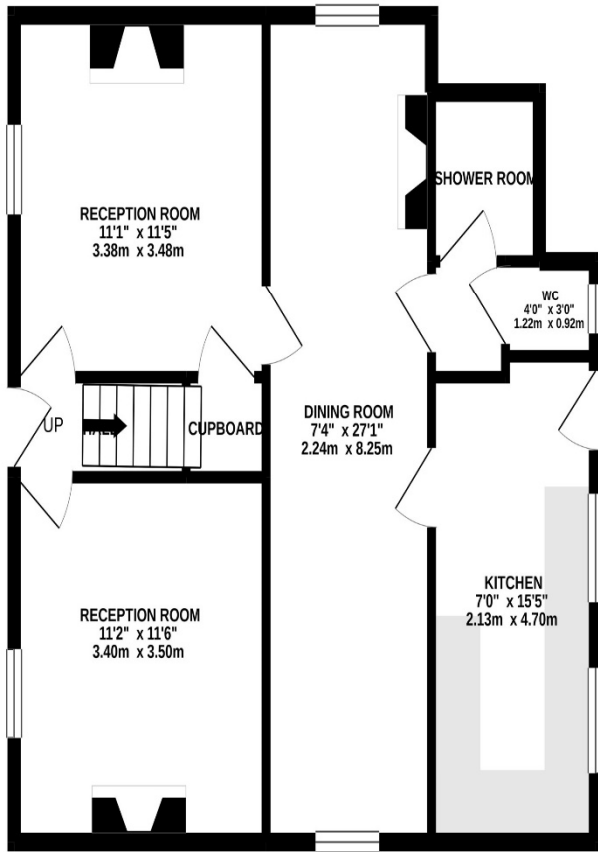 SHOWER ROOM
RECEPTION ROOM
11'1" x 11'5"
3.38m x 3.48m
WC
4'0" x 3'0"
1.22m x 0.92m
UP
HALL
CUPBOARD
DINING ROOM
7'4" x 27'1"
2.24m x 8.25m
KITCHEN
7'0" x 15'5"
2.13m x 4.70m
RECEPTION ROOM
11'2" x 11'6"
3.40m x 3.50m